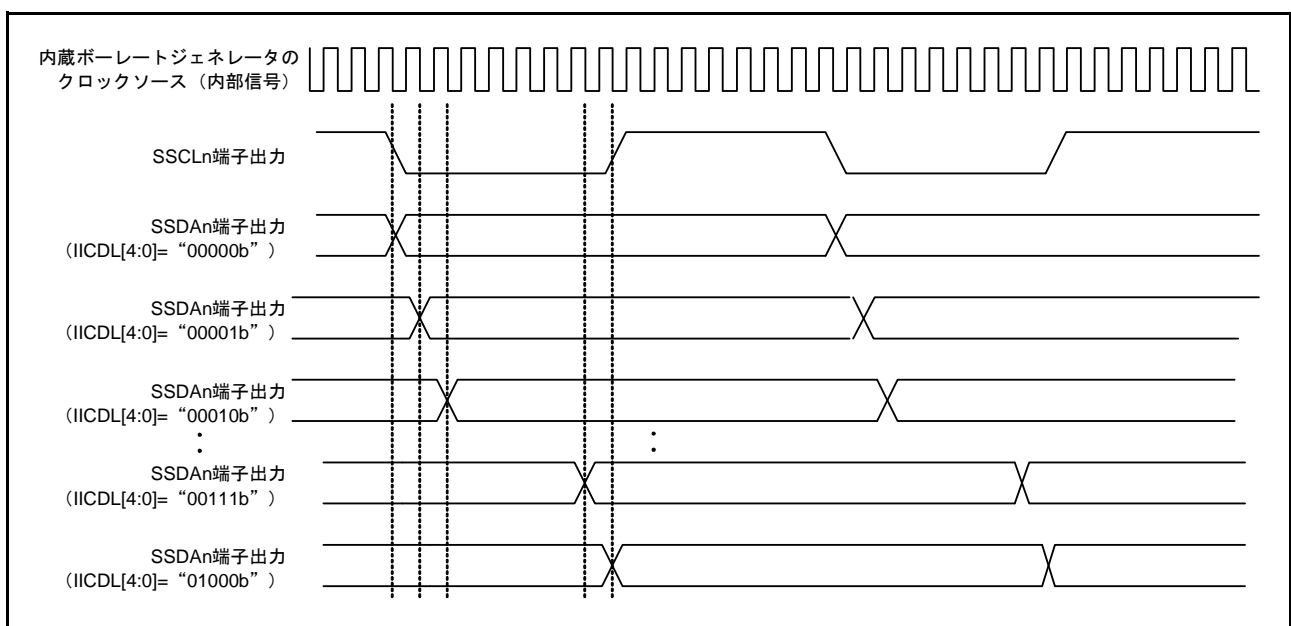 内蔵ボーレートジェネレータの
クロックソース（内部信号）
SSCLn端子出力
SSDAn端子出力
（IICDL[4:0]=“00000b”）
SSDAn端子出力
（IICDL[4:0]=“00001b”）
SSDAn端子出力
（IICDL[4:0]=“00010b”）
SSDAn端子出力
（IICDL[4:0]=“00111b”）
SSDAn端子出力
（IICDL[4:0]=“01000b”）